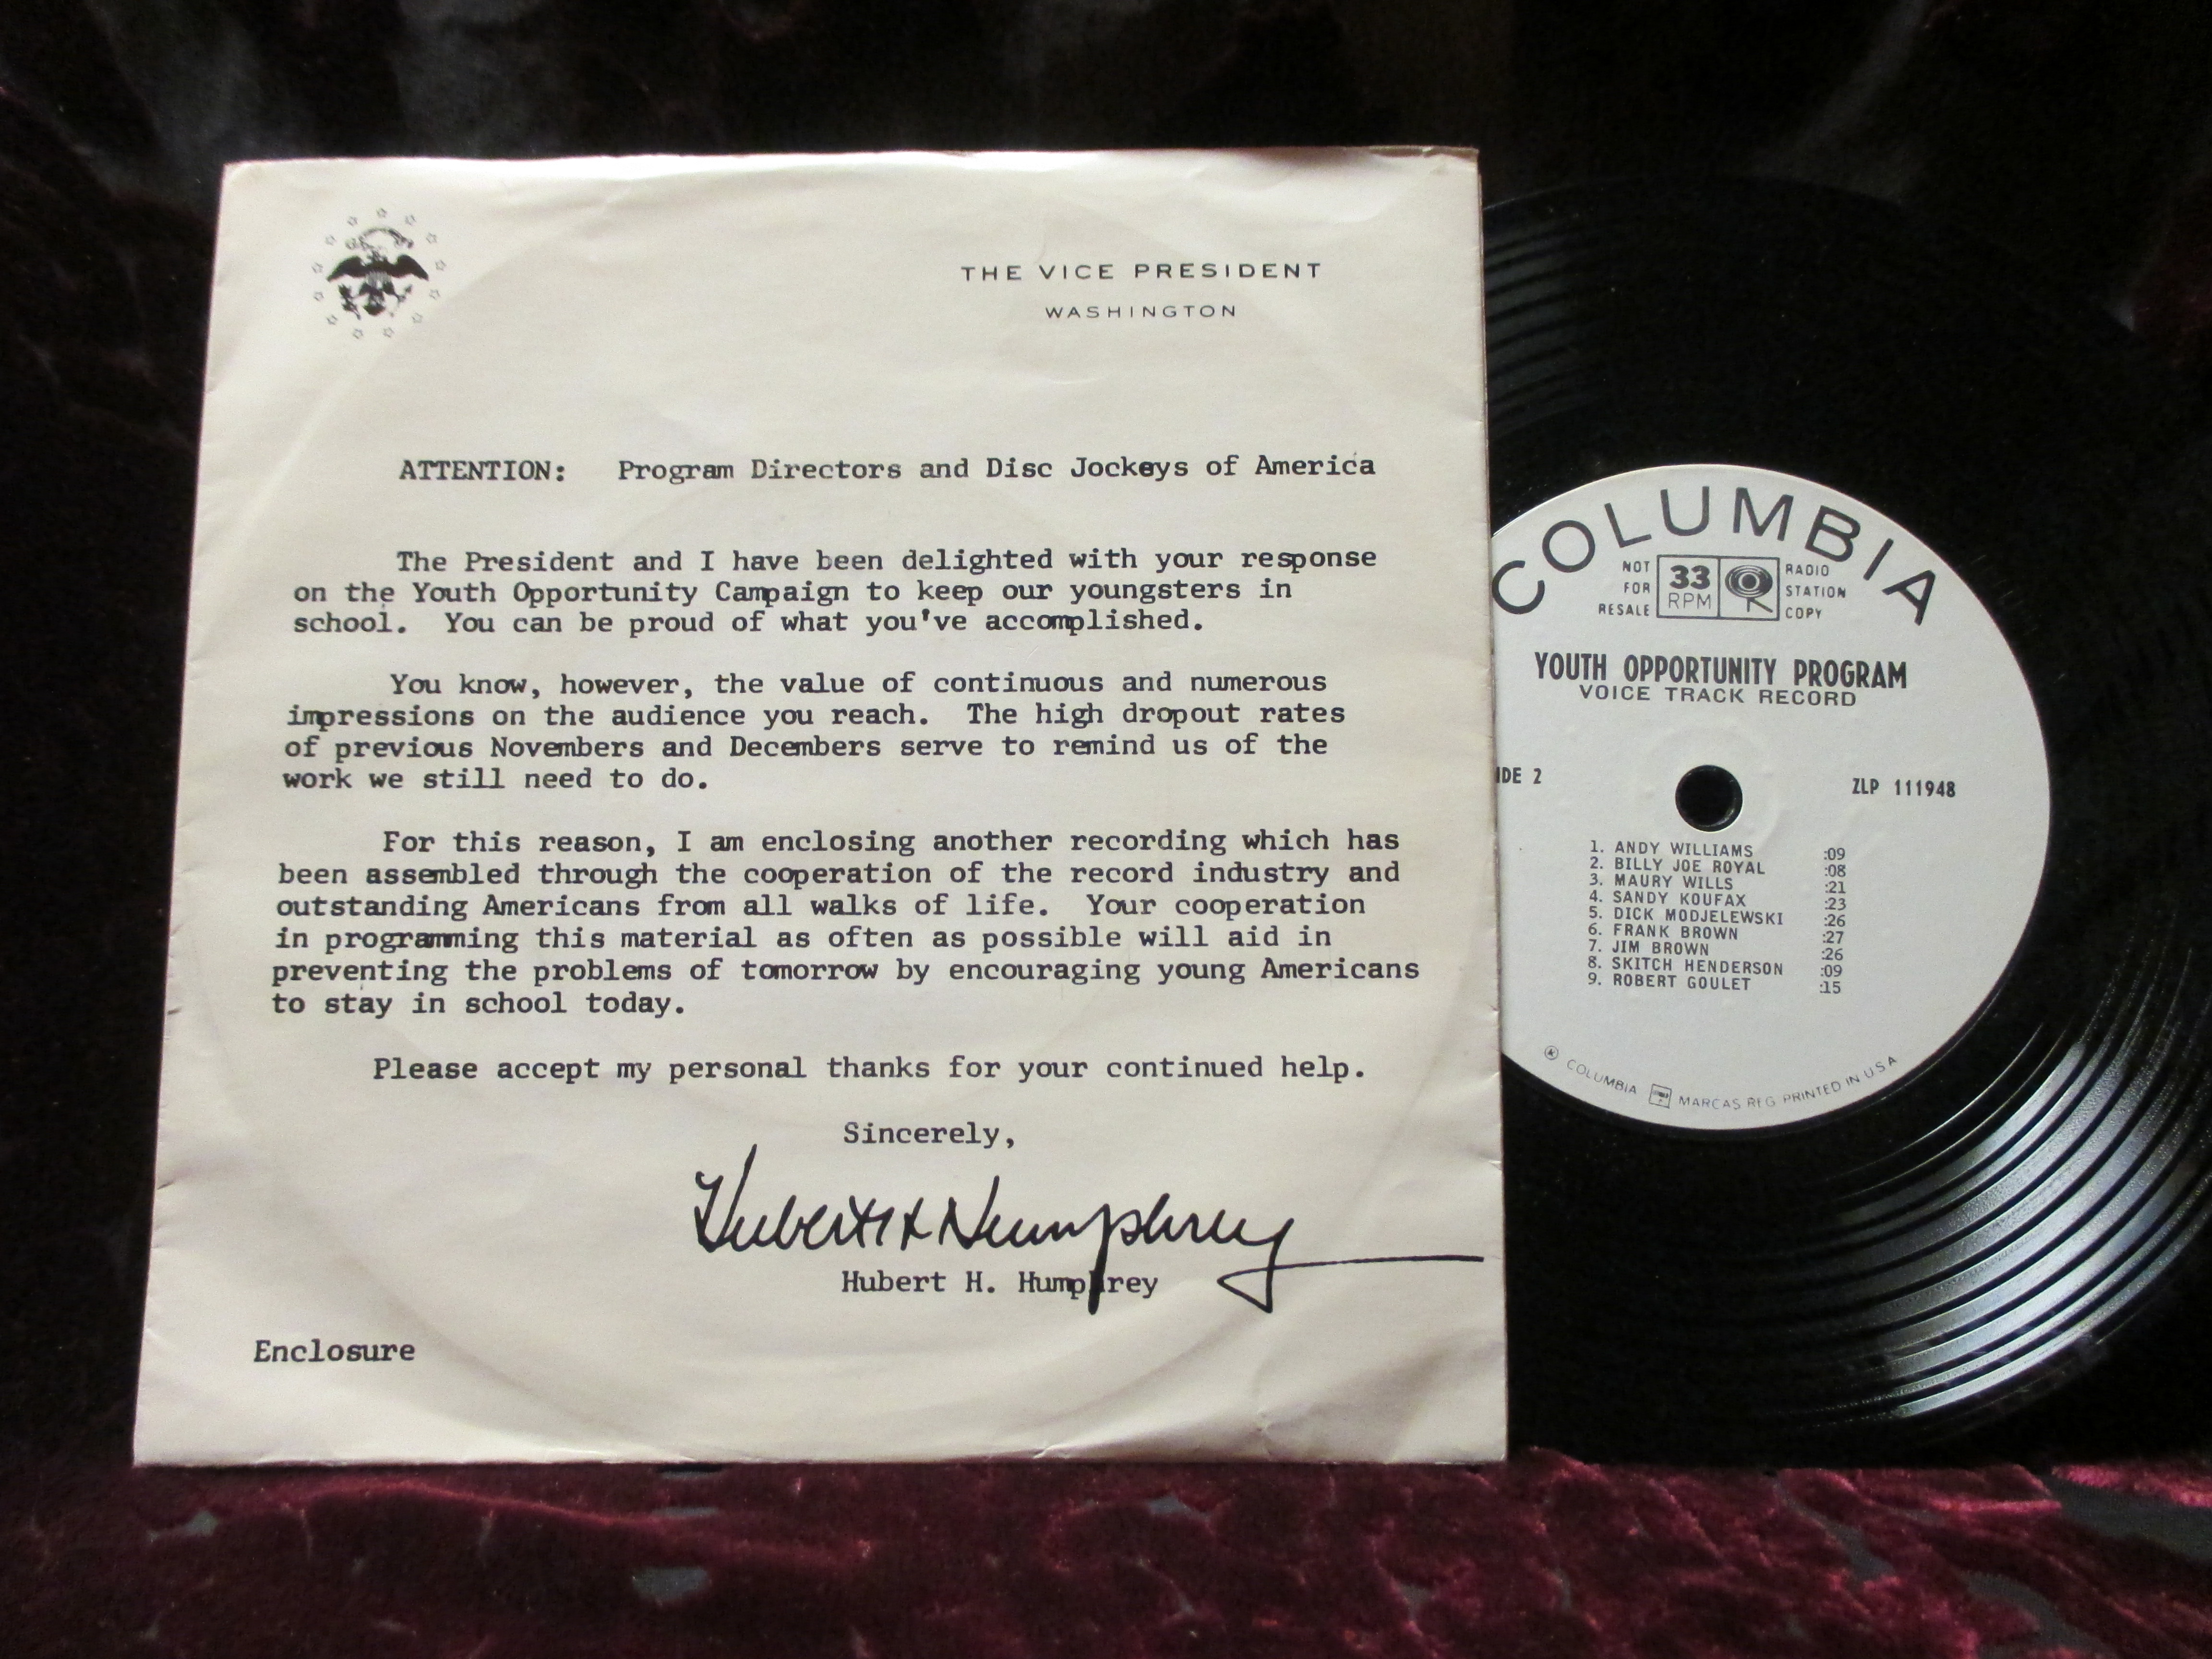 THE VICE PRESIDENT
WASHINGTON
ATTENTION: Program Directors and Disc Jockeys of America
The President and I have been delighted with your response
on the Youth Opportunity Campaign to keep our youngsters in
school. You can be proud of what you've accomplished.
You know, however, the value of continuous and numerous
impressions on the audience you reach. The high dropout rates
of previous Novembers and Decembers serve to remind us of the
work we still need to do.
For this reason, I am enclosing another recording which has
been assembled through the cooperation of the record industry and
outstanding Americans from all walks of life. Your cooperation
in programming this material as often as possible will aid in
preventing the problems of tomorrow by encouraging young Americans
to stay in school today.
Please accept my personal thanks for your continued help.
Sincerely,
Hubert H. Humphrey
Hubert H. Humphrey
Enclosure
COLUMBIA
NOT
FOR
RESALE
33
RPM
RADIO
STATION
COPY
YOUTH OPPORTUNITY PROGRAM
VOICE TRACK RECORD
IDE 2
ZLP 111948
1. ANDY WILLIAMS :09
2. BILLY JOE ROYAL :08
3. MAURY WILLS :21
4. SANDY KOUFAX :23
5. DICK MODJELEWSKI :26
6. FRANK BROWN :27
7. JIM BROWN :26
8. SKITCH HENDERSON :09
9. ROBERT GOULET :15
COLUMBIA MARCAS REG PRINTED IN U.S.A